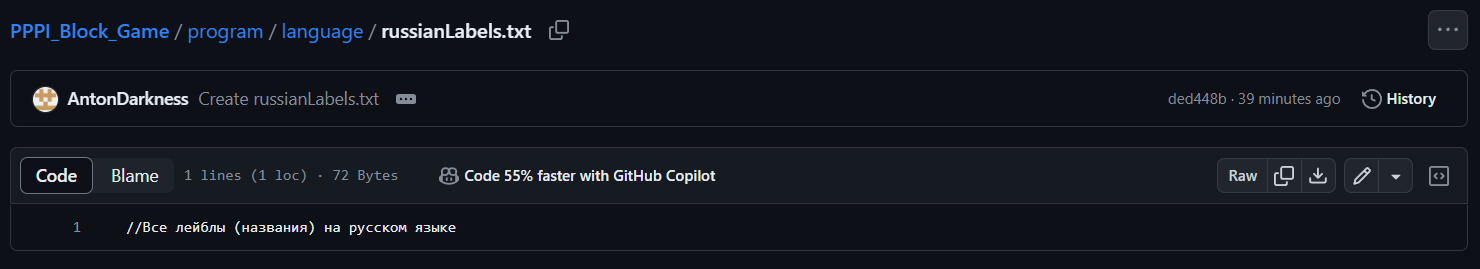 PPPI_Block_Game / program / language / russianLabels.txt
AntonDarkness Create russianLabels.txt ded448b · 39 minutes ago History
Code Blame 1 lines (1 loc) · 72 Bytes Code 55% faster with GitHub Copilot Raw
1 //Все лейблы (названия) на русском языке